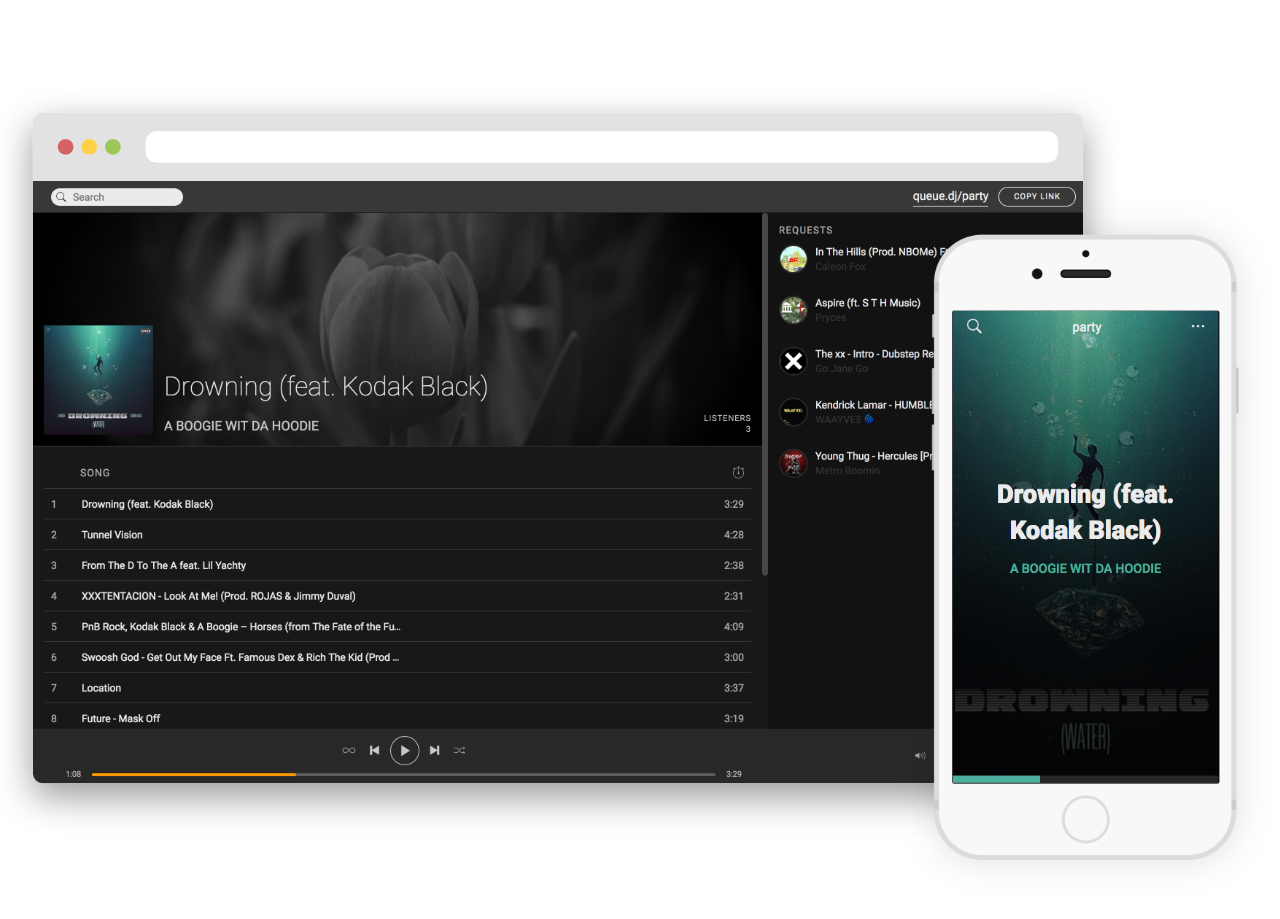 Search
queue.dj/party
COPY LINK
DROWNING
(WATER)
Drowning (feat. Kodak Black)
A BOOGIE WIT DA HOODIE
LISTENERS
3
SONG
1 Drowning (feat. Kodak Black) 3:29
2 Tunnel Vision 4:28
3 From The D To The A feat. Lil Yachty 2:38
4 XXXTENTACION - Look At Me! (Prod. ROJAS & Jimmy Duval) 2:31
5 PnB Rock, Kodak Black & A Boogie – Horses (from The Fate of the Fu... 4:09
6 Swoosh God - Get Out My Face Ft. Famous Dex & Rich The Kid (Prod ... 3:00
7 Location 3:37
8 Future - Mask Off 3:19
1:08
3:29
REQUESTS
In The Hills (Prod. NBOMe)
Caleon Fox
Aspire (ft. S T H Music)
Pryces
The xx - Intro - Dubstep Re
Go Jane Go
Kendrick Lamar - HUMBLE
WAAYVE$
Young Thug - Hercules [Pr
Metro Boomin
party
Drowning (feat.
Kodak Black)
A BOOGIE WIT DA HOODIE
DROWNING
(WATER)